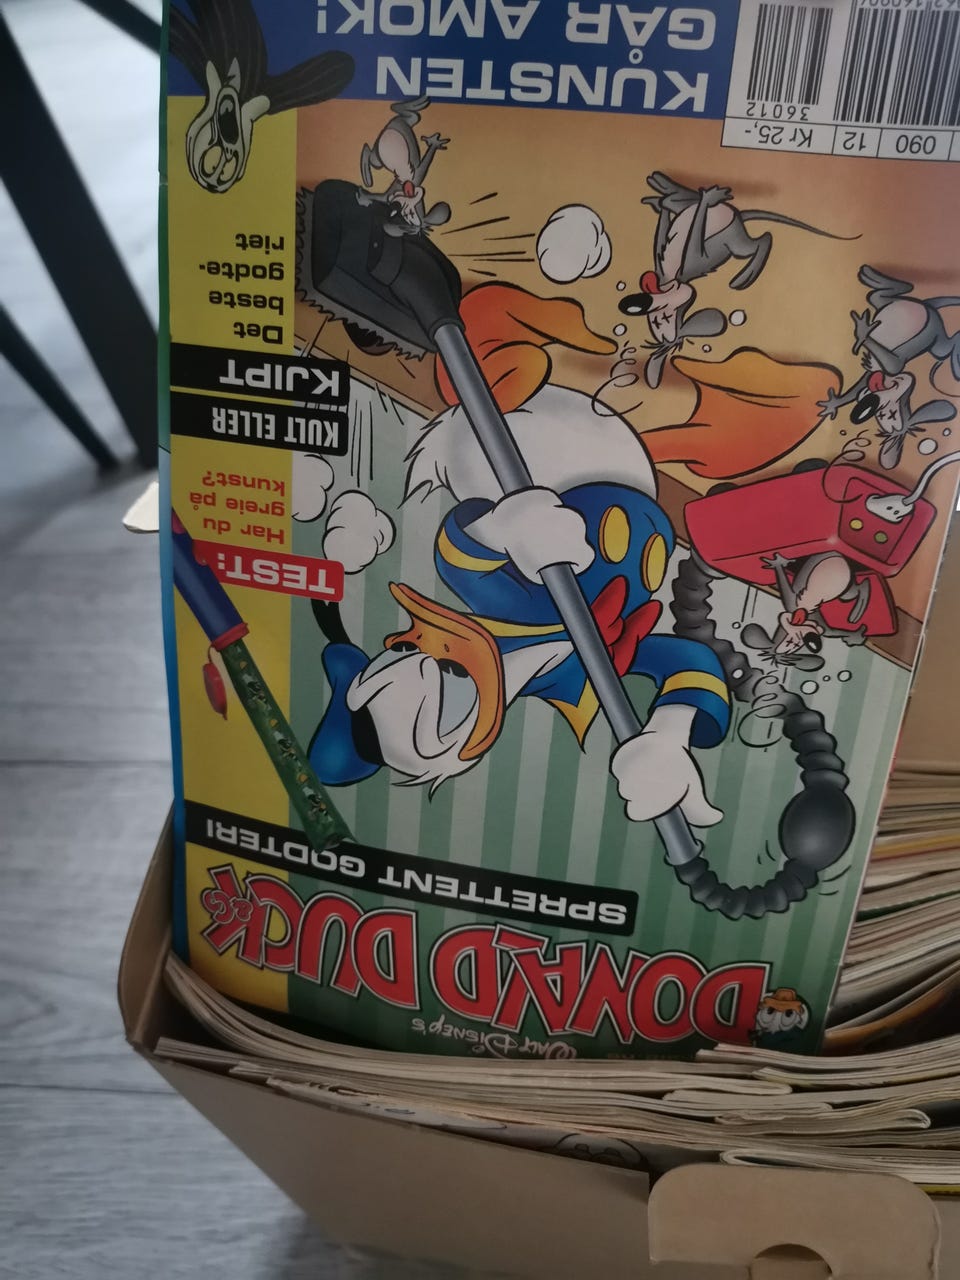 WALT DISNEY'S
DONALD DUCK
& CO
SPRETTENT GODTERI
TEST:
Har du
greie på
kunst?
KULT ELLER
KJIPT
Det
beste
godte-
riet
KUNSTEN
GÅR AMOK!
090 12 Kr 25,-
36012